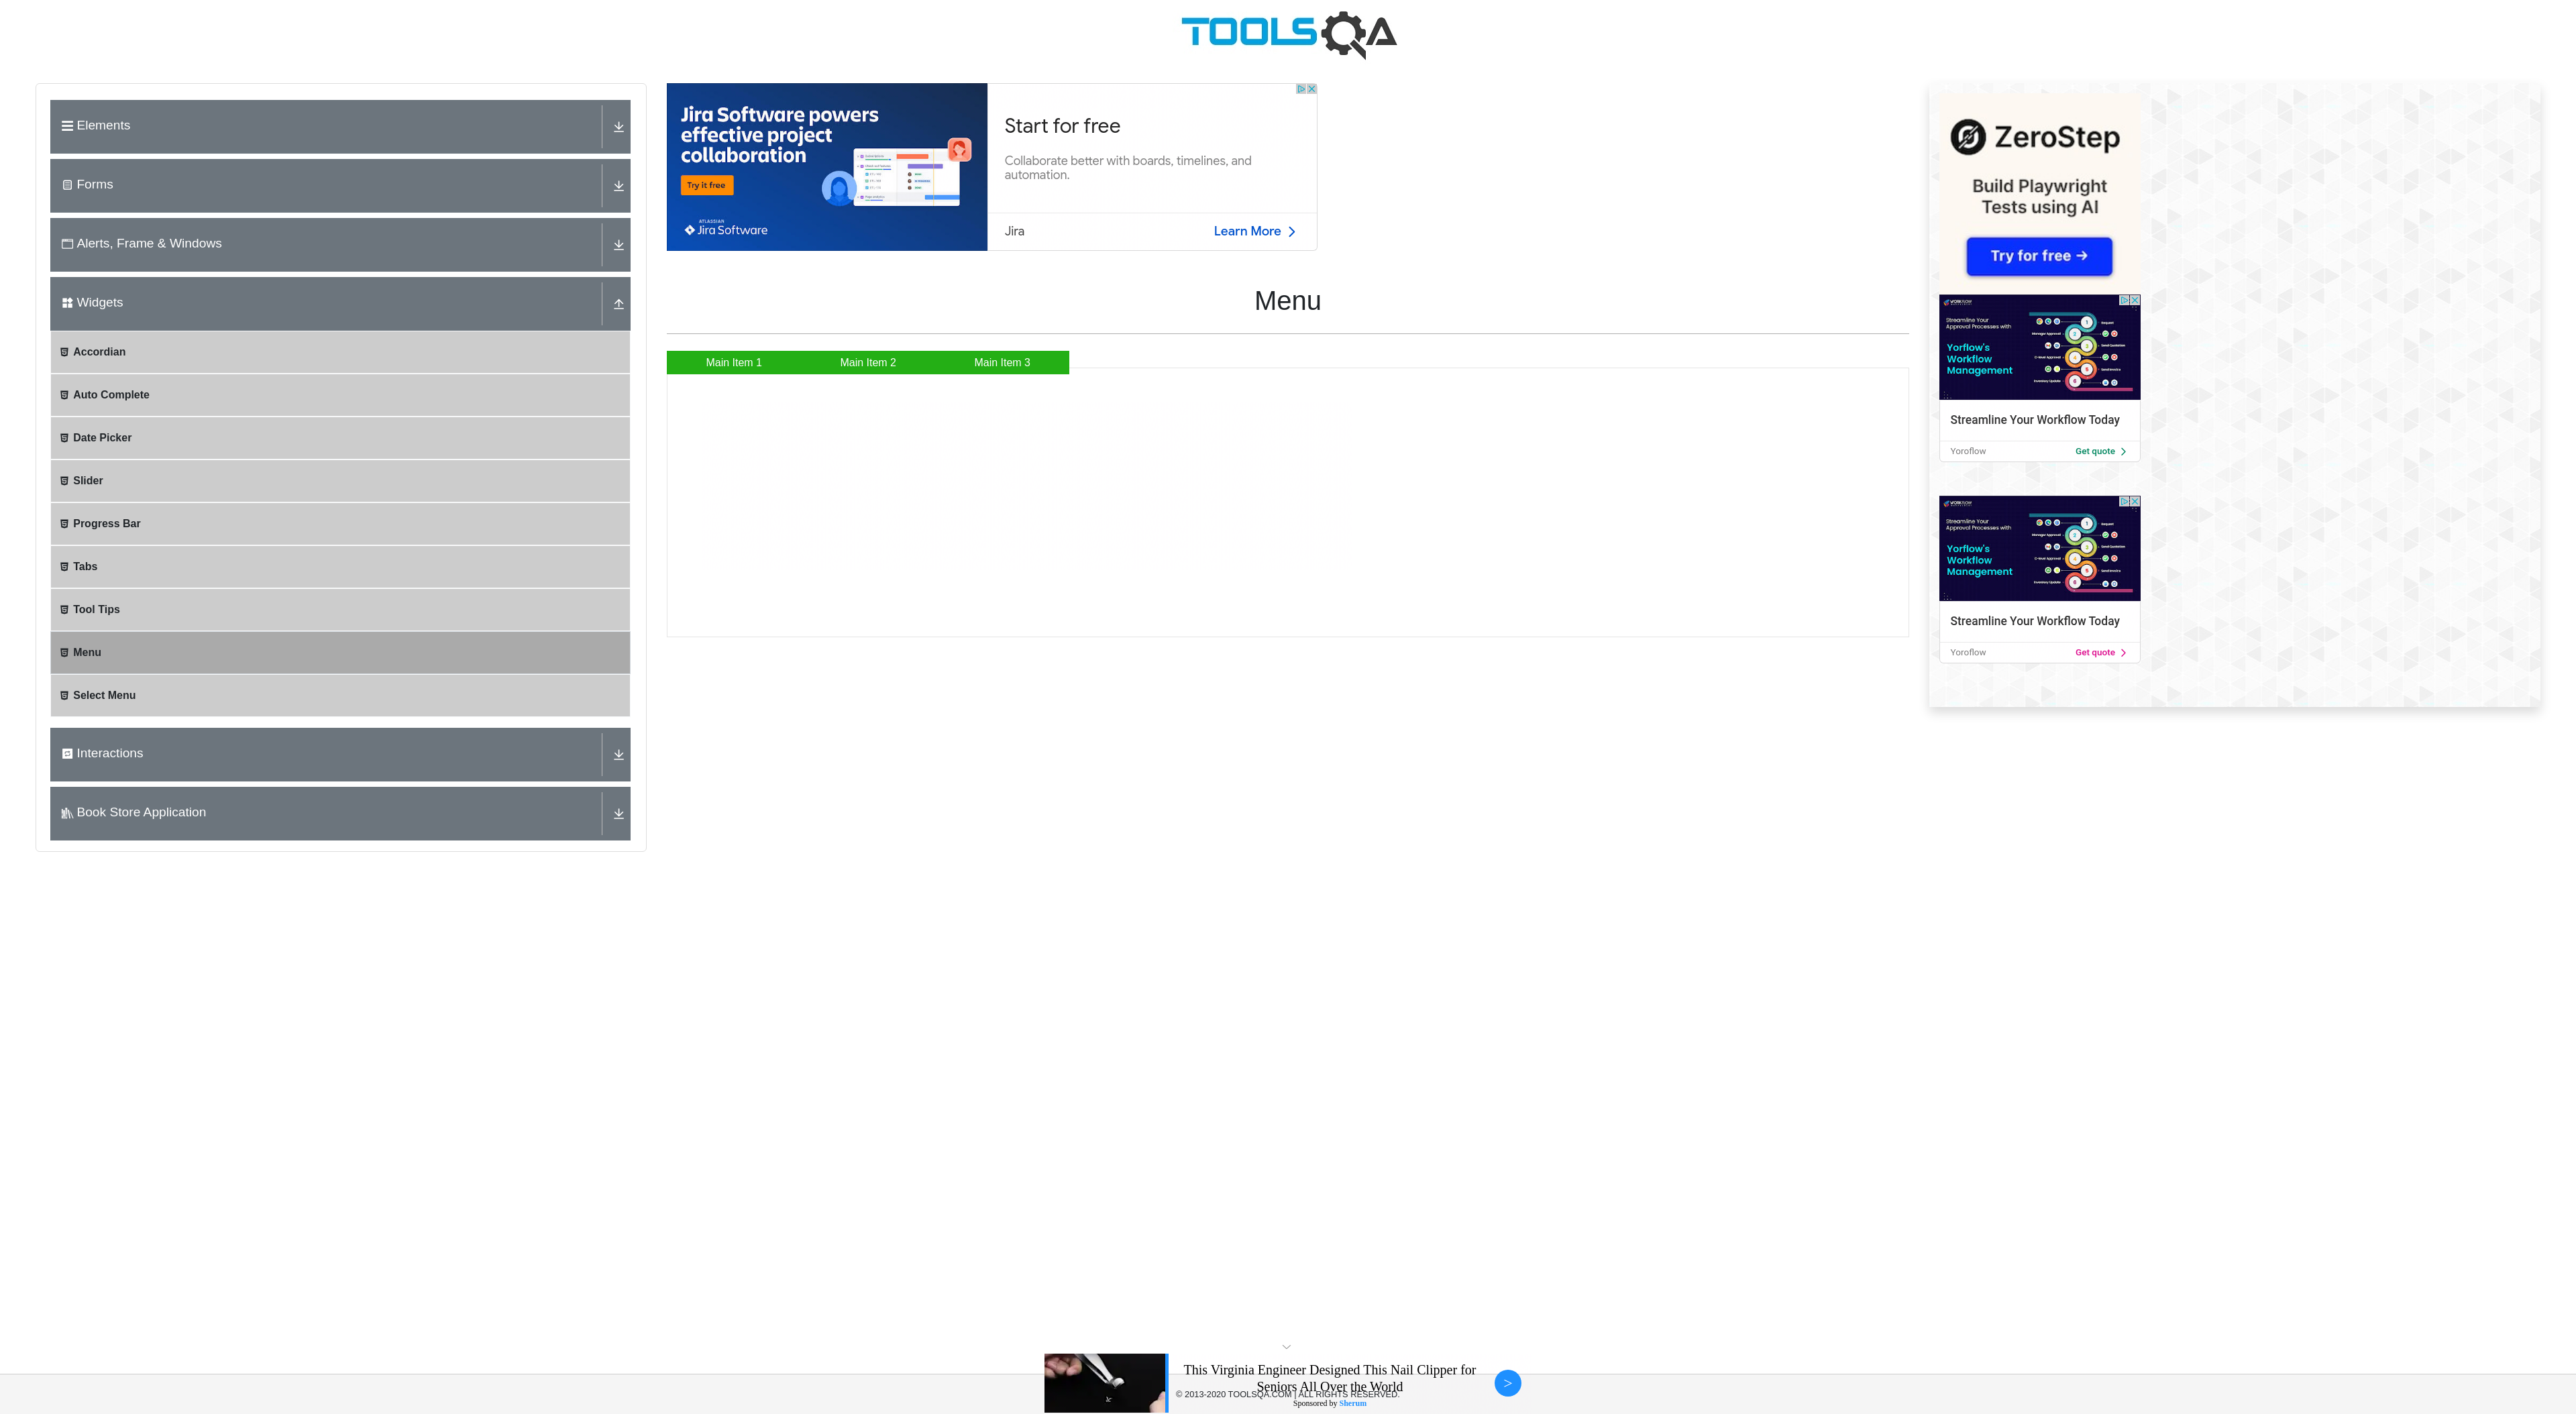 TOOLSQA
Elements
Forms
Alerts, Frame & Windows
Widgets
Accordian
Auto Complete
Date Picker
Slider
Progress Bar
Tabs
Tool Tips
Menu
Select Menu
Interactions
Book Store Application
Jira Software powers
effective project
collaboration
Try it free
ATLASSIAN
Jira Software
Start for free
Collaborate better with boards, timelines, and
automation.
Jira
Learn More
Menu
Main Item 1
Main Item 2
Main Item 3
ZeroStep
Build Playwright
Tests using AI
Try for free →
Streamline Your
Approval Processes with
Yorflow's
Workflow
Management
Streamline Your Workflow Today
Yoroflow
Get quote
Streamline Your
Approval Processes with
Yorflow's
Workflow
Management
Streamline Your Workflow Today
Yoroflow
Get quote
This Virginia Engineer Designed This Nail Clipper for
Seniors All Over the World
© 2013-2020 TOOLSQA.COM | ALL RIGHTS RESERVED.
Sponsored by Sherum